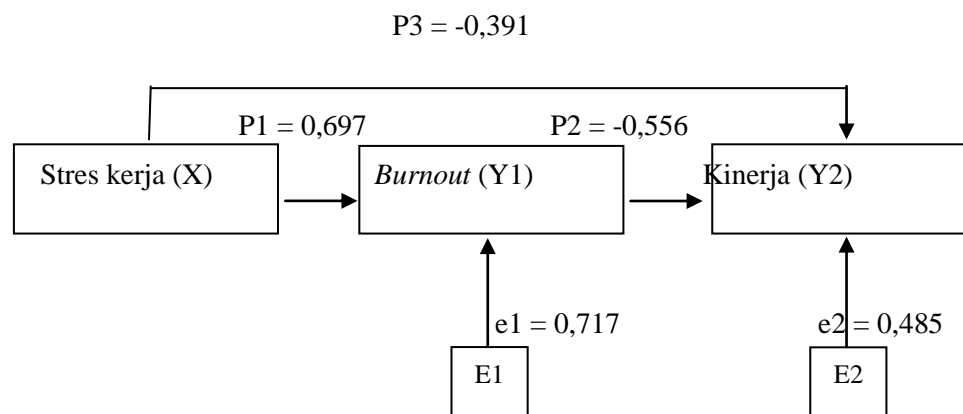 P3 = -0,391
P1 = 0,697
P2 = -0,556
Stres kerja (X)
Burnout (Y1)
Kinerja (Y2)
e1 = 0,717
e2 = 0,485
E1
E2